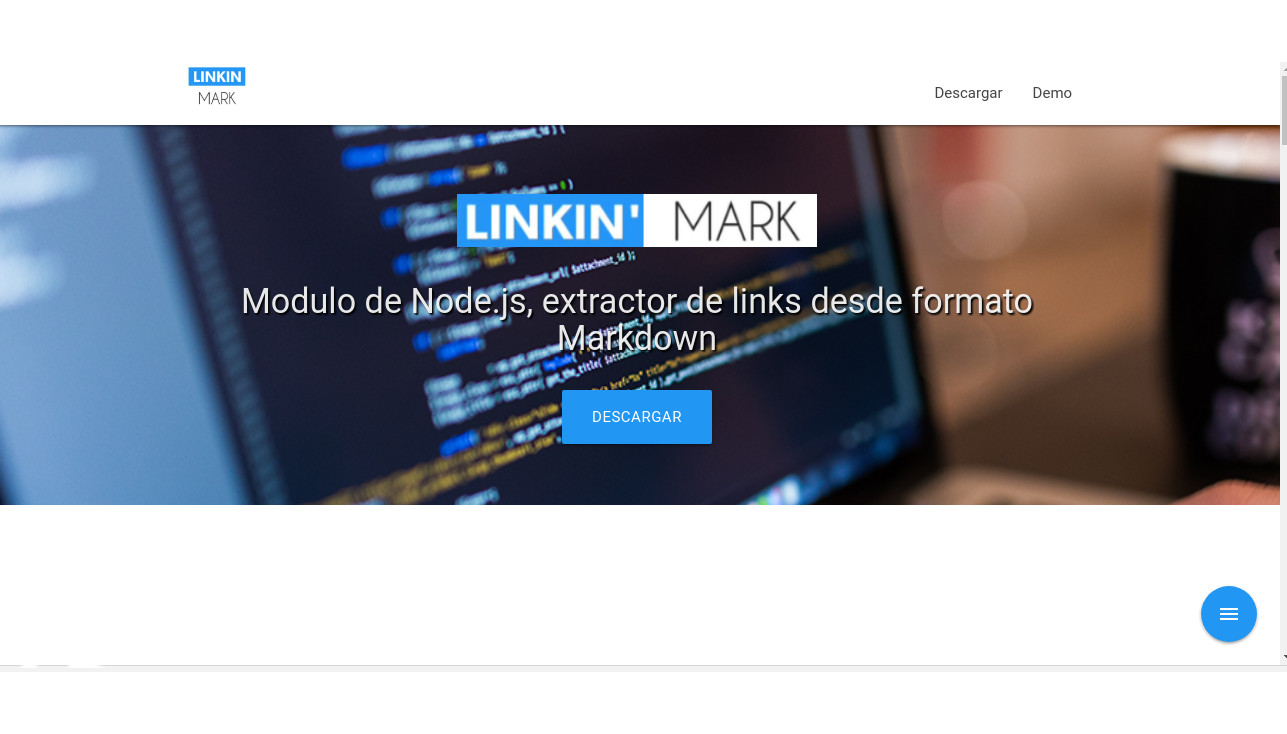 LINKIN
MARK
Descargar Demo
LINKIN' MARK
Modulo de Node.js, extractor de links desde formato
Markdown
DESCARGAR